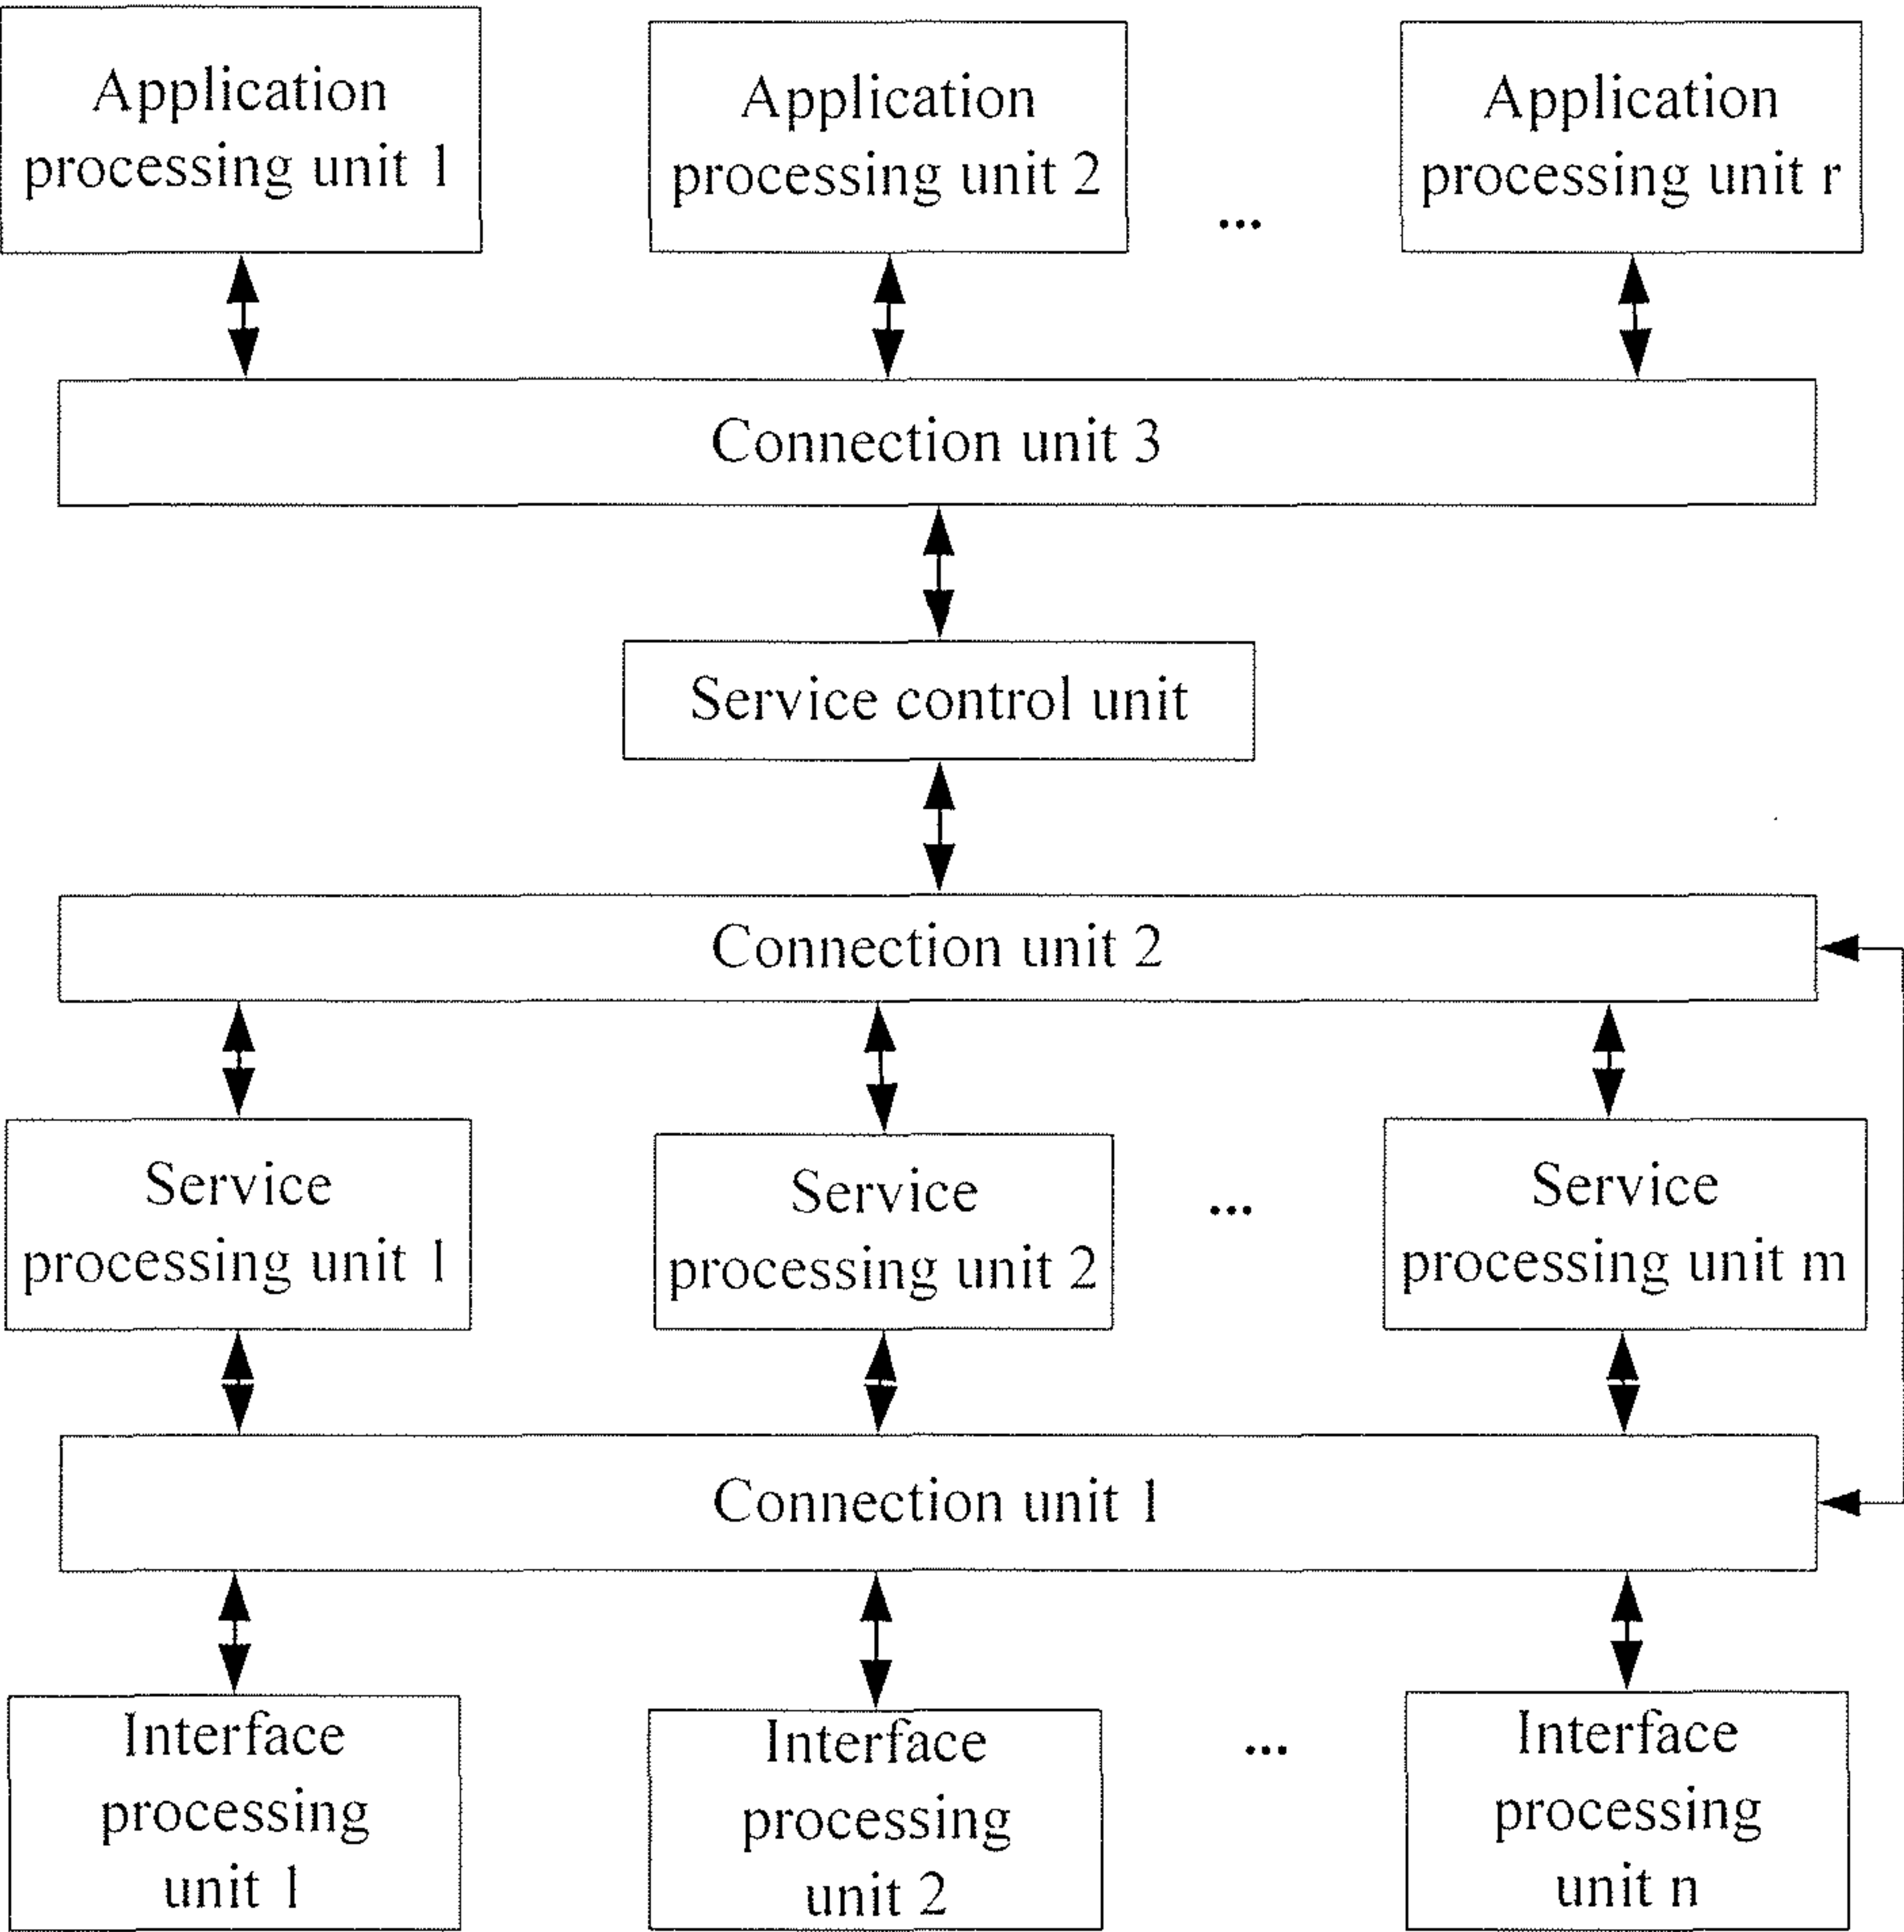 Application
processing unit 1
Application
processing unit 2
...
Application
processing unit r
Connection unit 3
Service control unit
Connection unit 2
Service
processing unit 1
Service
processing unit 2
...
Service
processing unit m
Connection unit 1
Interface
processing
unit 1
Interface
processing
unit 2
...
Interface
processing
unit n